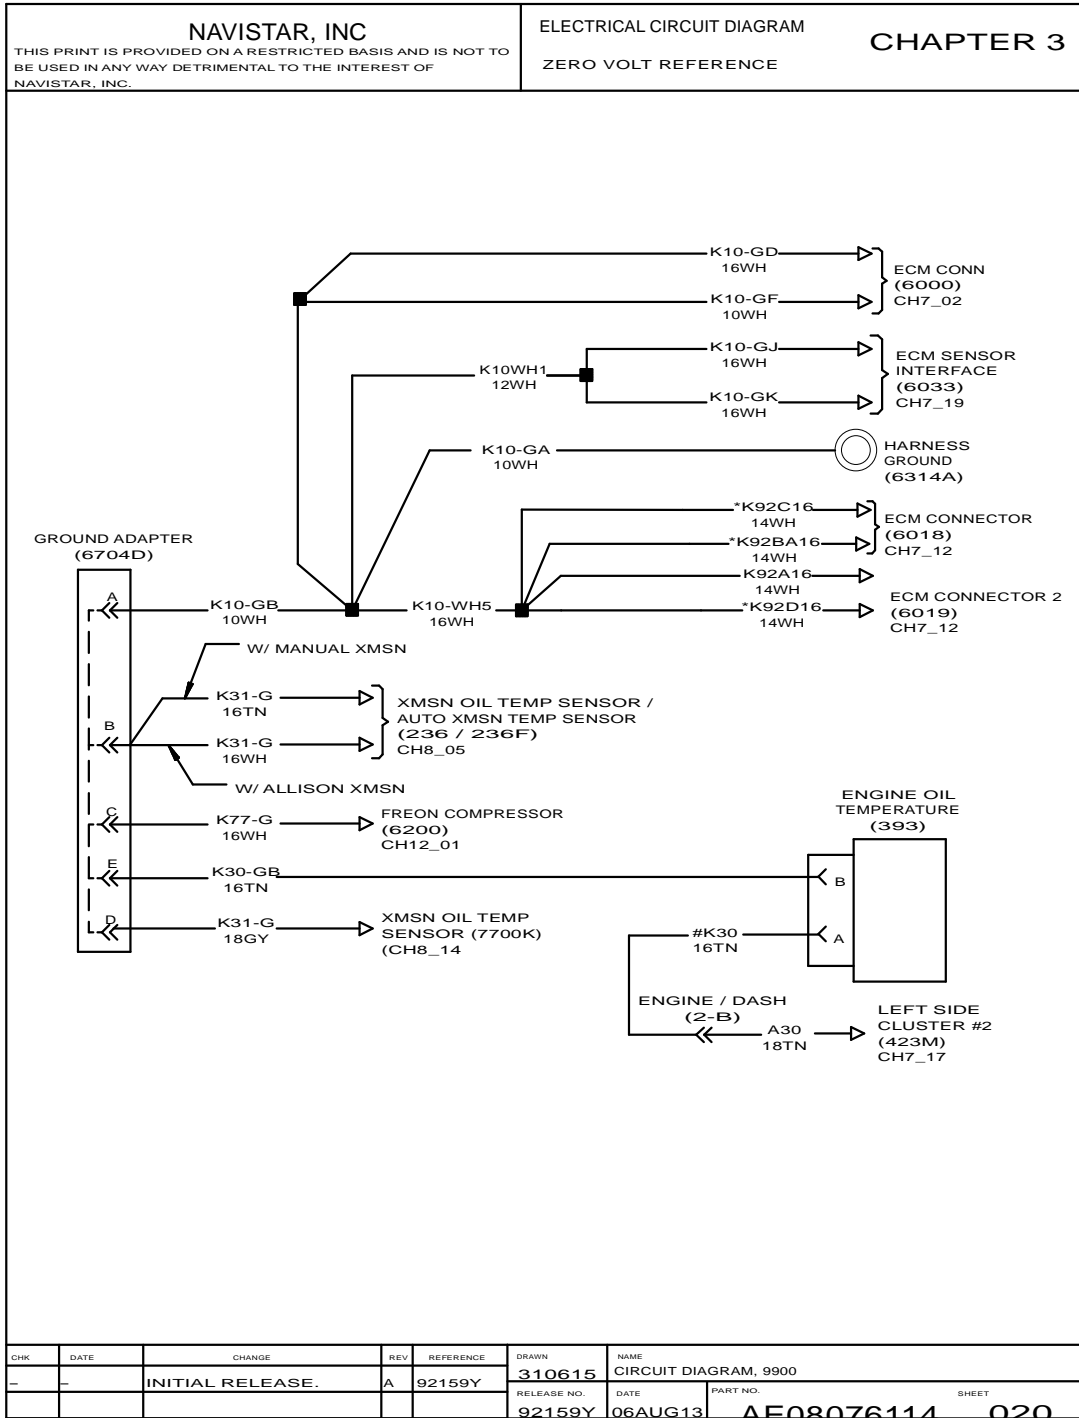 NAVISTAR, INC
THIS PRINT IS PROVIDED ON A RESTRICTED BASIS AND IS NOT TO
BE USED IN ANY WAY DETRIMENTAL TO THE INTEREST OF
NAVISTAR, INC.
ELECTRICAL CIRCUIT DIAGRAM
ZERO VOLT REFERENCE
CHAPTER 3
K10-GD
16WH
K10-GF
10WH
ECM CONN
(6000)
CH7_02
K10WH1
12WH
K10-GJ
16WH
K10-GK
16WH
ECM SENSOR
INTERFACE
(6033)
CH7_19
K10-GA
10WH
HARNESS
GROUND
(6314A)
*K92C16
14WH
*K92BA16
14WH
ECM CONNECTOR
(6018)
CH7_12
K92A16
14WH
*K92D16
14WH
ECM CONNECTOR 2
(6019)
CH7_12
GROUND ADAPTER
(6704D)
A
K10-GB
10WH
K10-WH5
16WH
W/ MANUAL XMSN
B
K31-G
16TN
K31-G
16WH
XMSN OIL TEMP SENSOR /
AUTO XMSN TEMP SENSOR
(236 / 236F)
CH8_05
W/ ALLISON XMSN
C
K77-G
16WH
FREON COMPRESSOR
(6200)
CH12_01
E
K30-GB
16TN
D
K31-G
18GY
XMSN OIL TEMP
SENSOR (7700K)
(CH8_14
ENGINE OIL
TEMPERATURE
(393)
B
A
#K30
16TN
ENGINE / DASH
(2-B)
A30
18TN
LEFT SIDE
CLUSTER #2
(423M)
CH7_17
CHK DATE CHANGE REV REFERENCE
– – INITIAL RELEASE. A 92159Y
DRAWN
310615
NAME
CIRCUIT DIAGRAM, 9900
RELEASE NO.
92159Y
DATE
06AUG13
PART NO.
AE08076114
SHEET
020